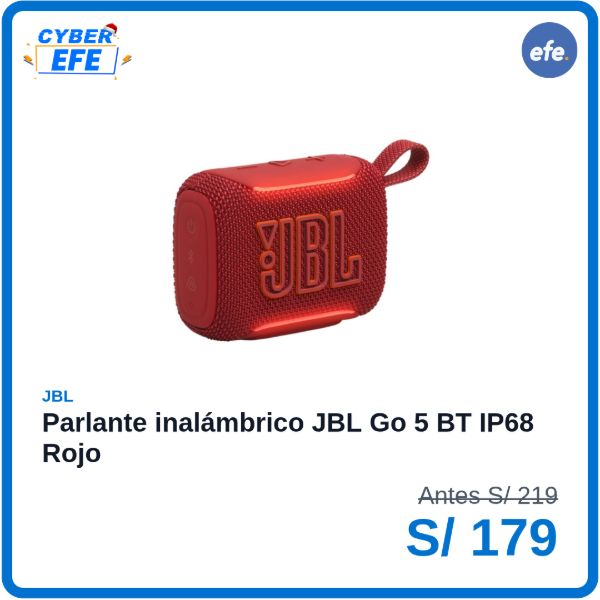 CYBER
EFE
efe.
JBL
JBL
Parlante inalámbrico JBL Go 5 BT IP68
Rojo
Antes S/ 219
S/ 179